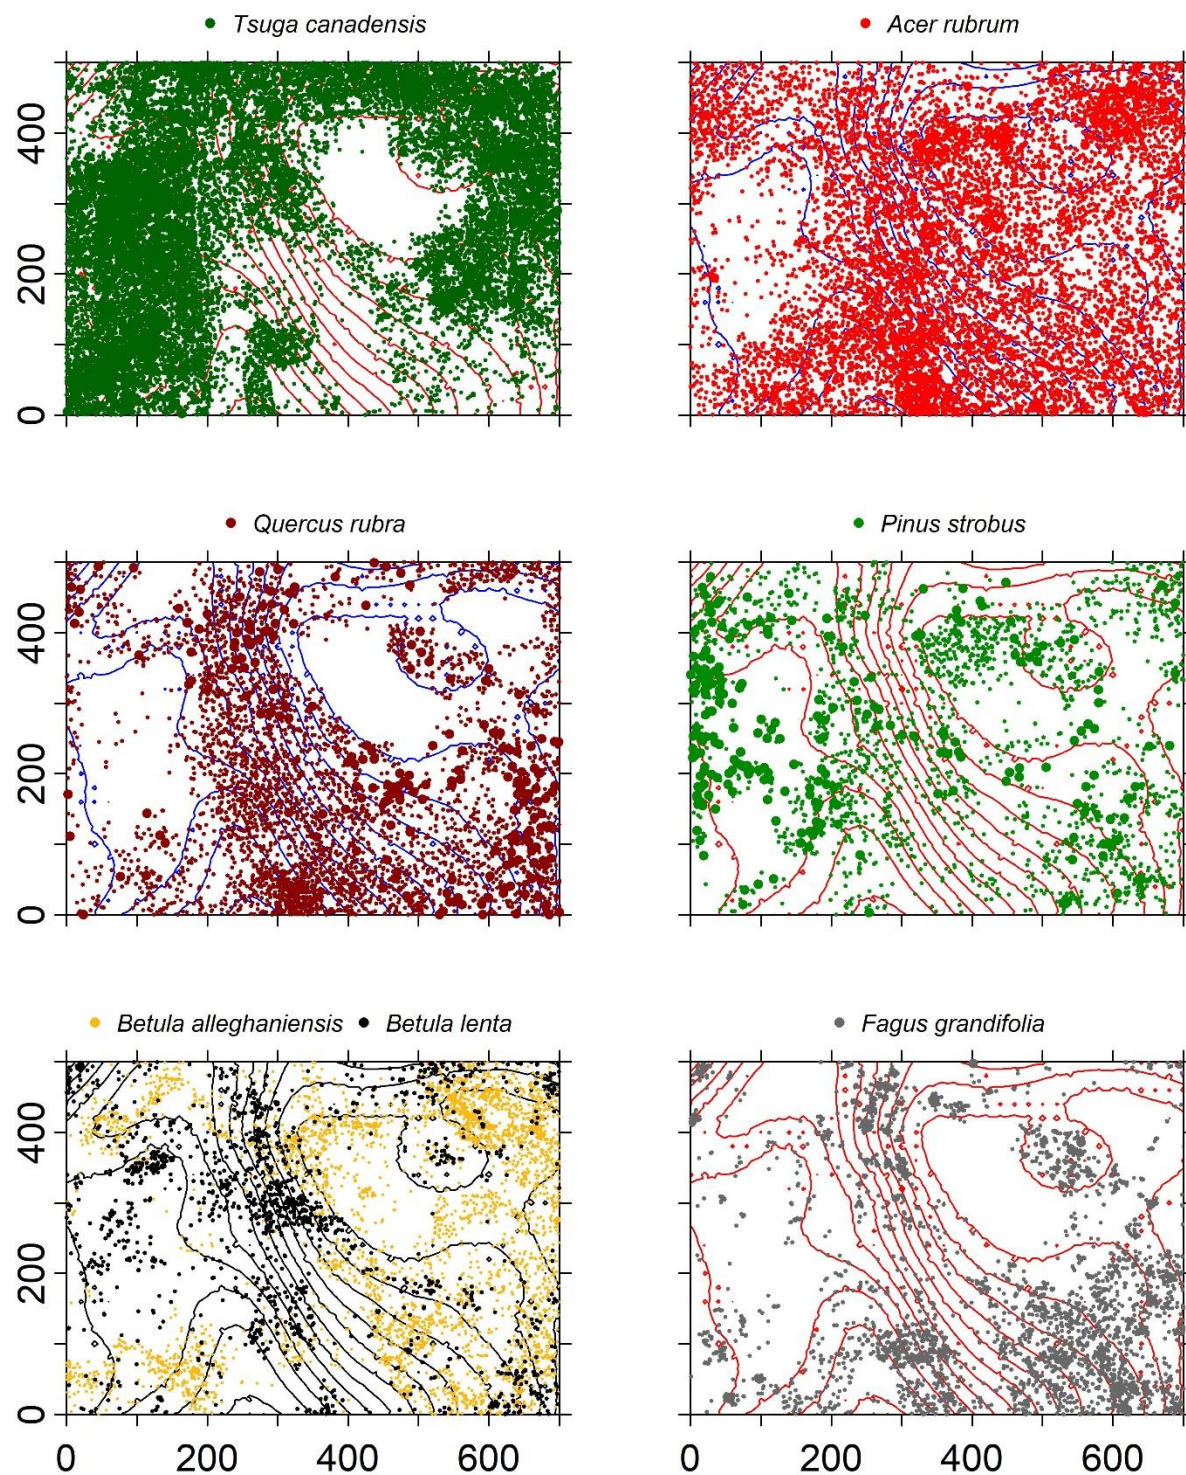 Tsuga canadensis
Acer rubrum
0 200 400
Quercus rubra
Pinus strobus
0 200 400
Betula alleghaniensis Betula lenta
Fagus grandifolia
0 200 400
0 200 400 600
0 200 400 600